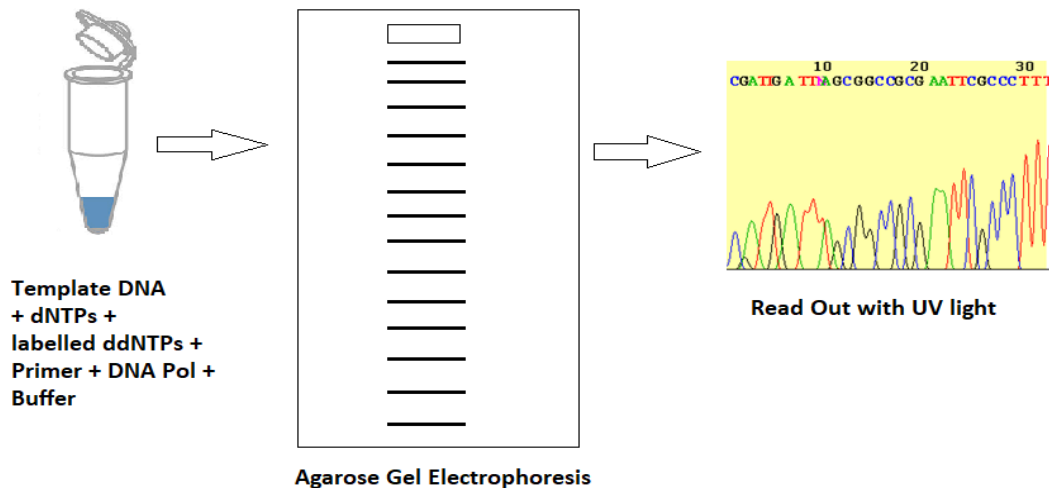 10 20 30
CGATTGATTNAGCGGCCGCGAATTCGCCCTTT
Template DNA
+ dNTPs +
labelled ddNTPs +
Primer + DNA Pol +
Buffer
Read Out with UV light
Agarose Gel Electrophoresis